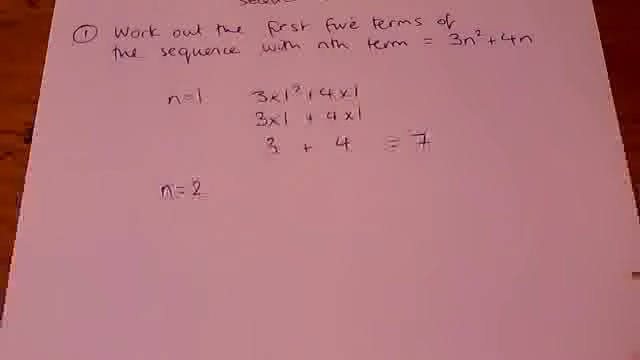 ① Work out the first five terms of
the sequence with nth term = 3n² + 4n
n=1 3×1² + 4×1
3×1 + 4×1
3 + 4 = 7
n=2